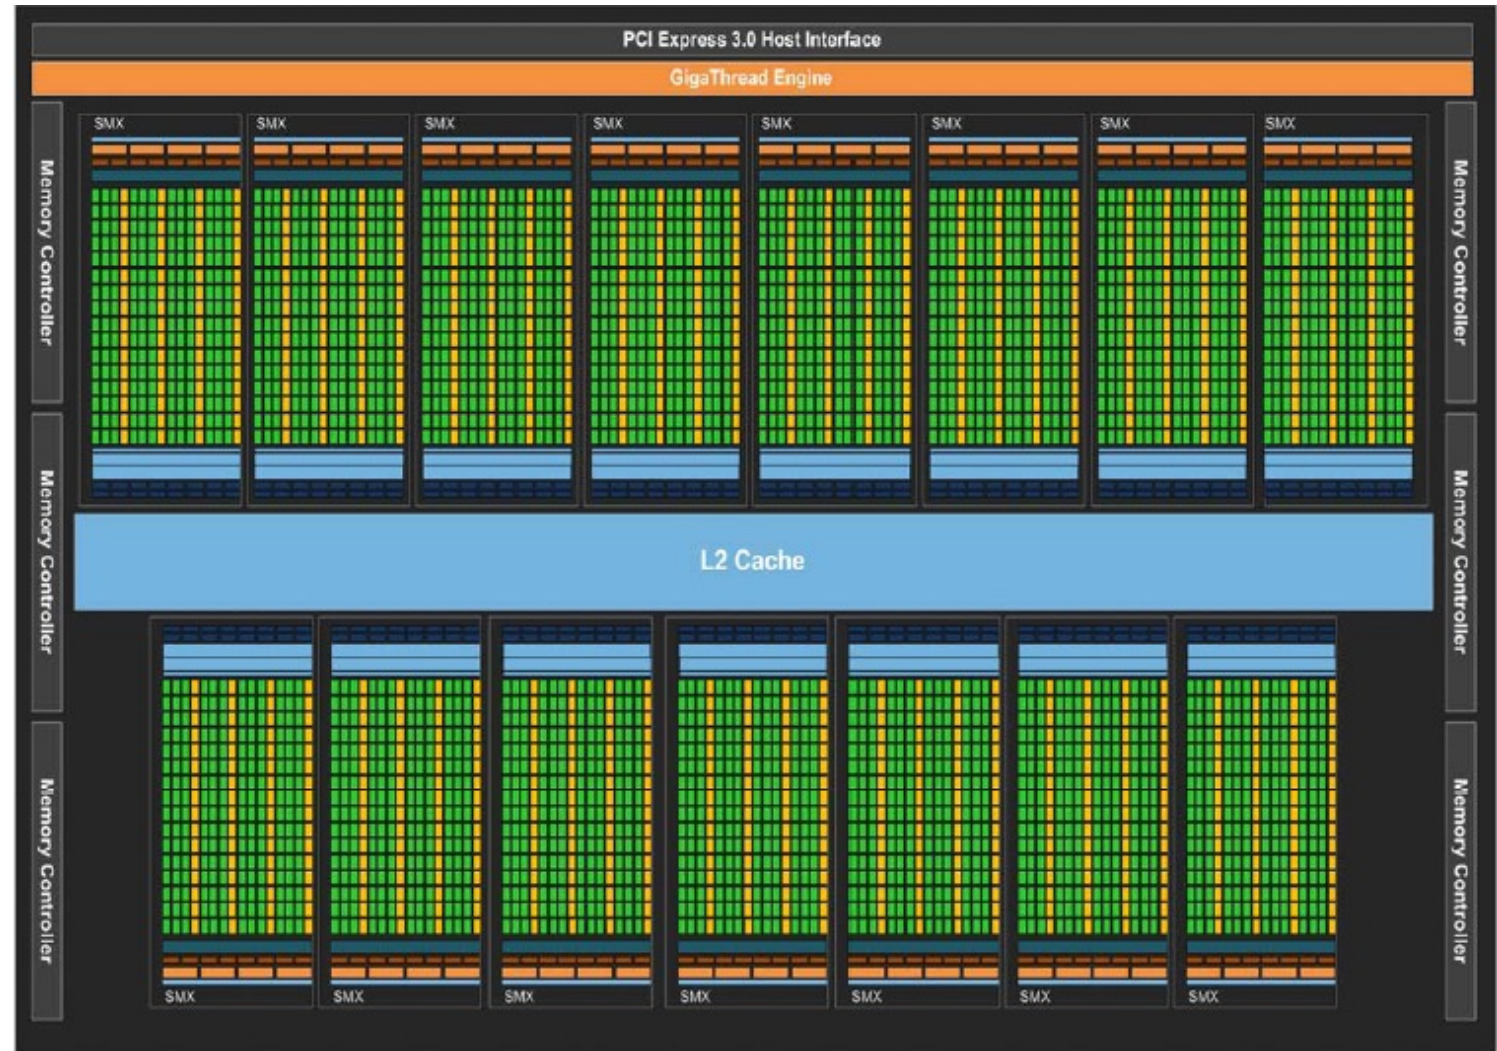 PCI Express 3.0 Host Interface
GigaThread Engine
SMX SMX SMX SMX SMX SMX SMX SMX
Memory Controller
Memory Controller
Memory Controller
Memory Controller
L2 Cache
Memory Controller
Memory Controller
SMX SMX SMX SMX SMX SMX SMX